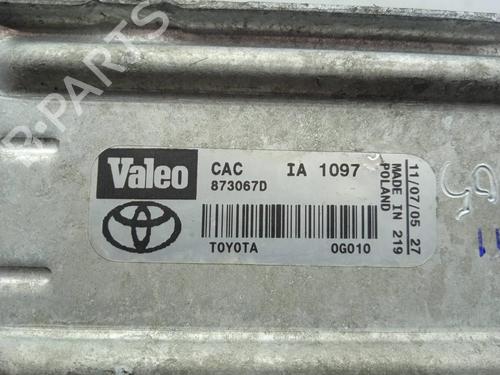 PARTS
Valeo
CAC IA 1097
873067D
TOYOTA 0G010
11/07/05 27
MADE IN 219
POLAND